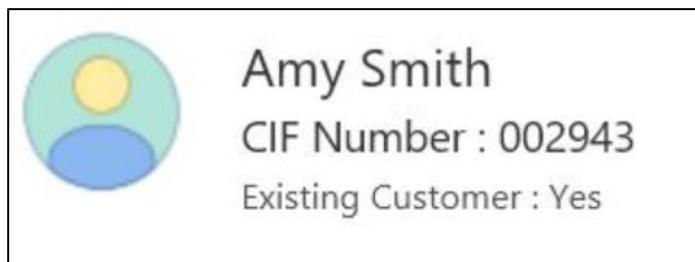 Amy Smith
CIF Number : 002943
Existing Customer : Yes